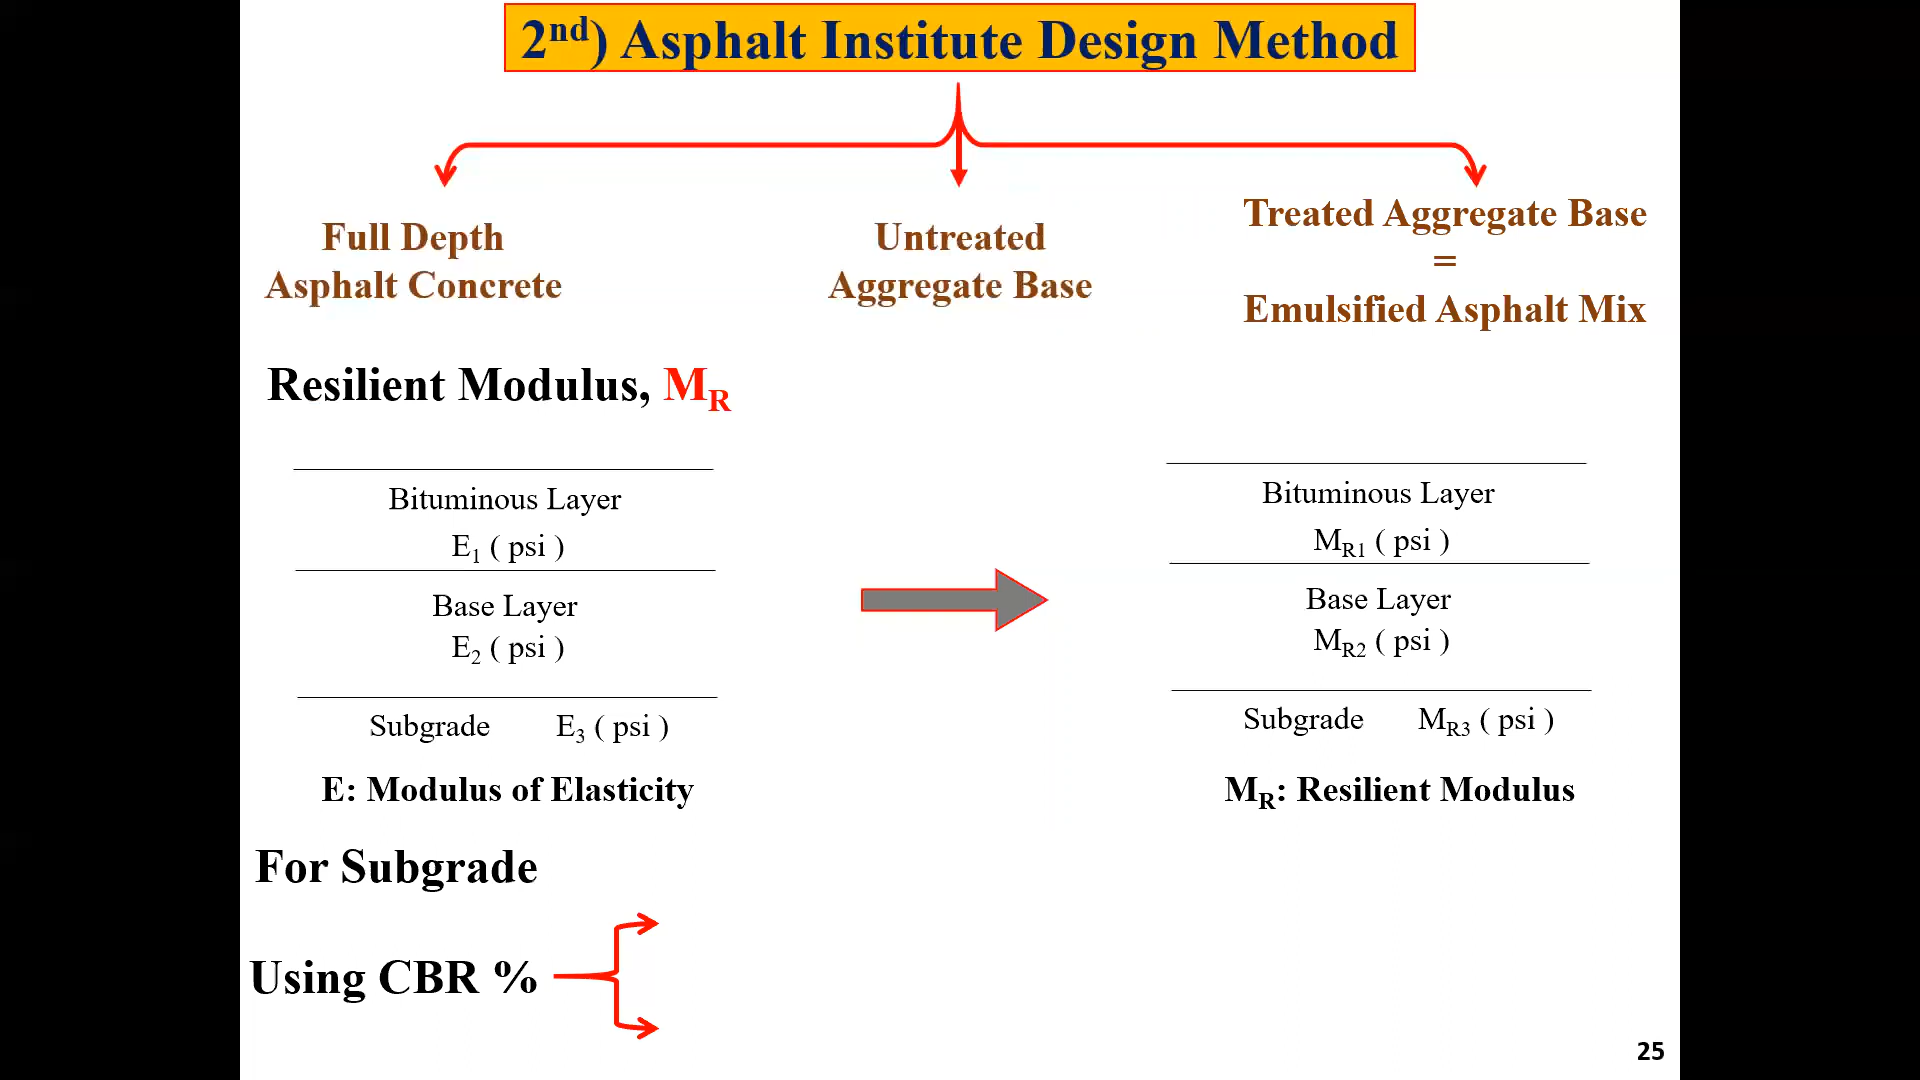 2nd) Asphalt Institute Design Method
Full Depth
Asphalt Concrete
Untreated
Aggregate Base
Treated Aggregate Base
=
Emulsified Asphalt Mix
Resilient Modulus, MR
Bituminous Layer
E1 ( psi )
Base Layer
E2 ( psi )
Subgrade E3 ( psi )
E: Modulus of Elasticity
Bituminous Layer
MR1 ( psi )
Base Layer
MR2 ( psi )
Subgrade MR3 ( psi )
MR: Resilient Modulus
For Subgrade
Using CBR %
25